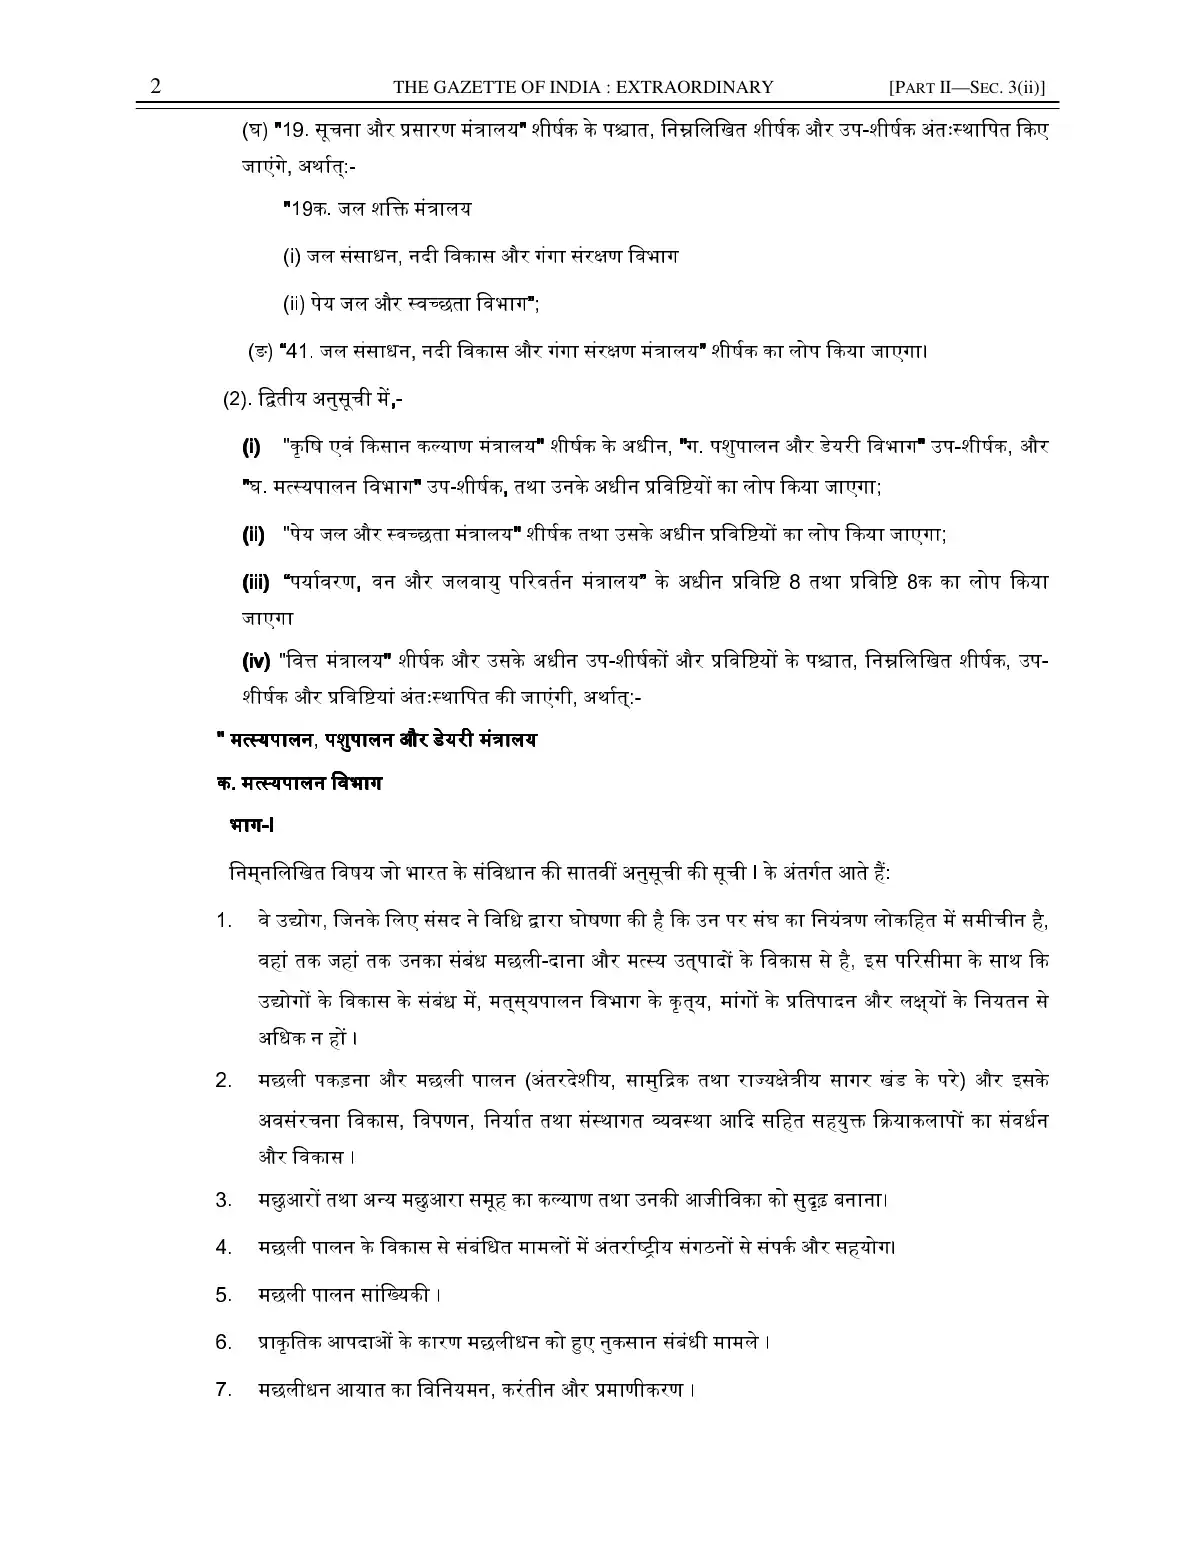 2 THE GAZETTE OF INDIA : EXTRAORDINARY [PART II—SEC. 3(ii)]
(घ) "19. सूचना और प्रसारण मंत्रालय" शीर्षक के पश्चात, निम्नलिखित शीर्षक और उप-शीर्षक अंतःस्थापित किए
जाएंगे, अर्थात्:-
"19क. जल शक्ति मंत्रालय
(i) जल संसाधन, नदी विकास और गंगा संरक्षण विभाग
(ii) पेय जल और स्वच्छता विभाग";
(ङ) "41. जल संसाधन, नदी विकास और गंगा संरक्षण मंत्रालय" शीर्षक का लोप किया जाएगा।
(2). द्वितीय अनुसूची में,-
(i) "कृषि एवं किसान कल्याण मंत्रालय" शीर्षक के अधीन, "ग. पशुपालन और डेयरी विभाग" उप-शीर्षक, और
"घ. मत्स्यपालन विभाग" उप-शीर्षक, तथा उनके अधीन प्रविष्टियों का लोप किया जाएगा;
(ii) "पेय जल और स्वच्छता मंत्रालय" शीर्षक तथा उसके अधीन प्रविष्टियों का लोप किया जाएगा;
(iii) "पर्यावरण, वन और जलवायु परिवर्तन मंत्रालय" के अधीन प्रविष्टि 8 तथा प्रविष्टि 8क का लोप किया
जाएगा
(iv) "वित्त मंत्रालय" शीर्षक और उसके अधीन उप-शीर्षकों और प्रविष्टियों के पश्चात, निम्नलिखित शीर्षक, उप-
शीर्षक और प्रविष्टियां अंतःस्थापित की जाएंगी, अर्थात्:-
" मत्स्यपालन, पशुपालन और डेयरी मंत्रालय
क. मत्स्यपालन विभाग
भाग-I
निम्‍नलिखित विषय जो भारत के संविधान की सातवीं अनुसूची की सूची I के अंतर्गत आते हैं:
1. वे उद्योग, जिनके लिए संसद ने विधि द्वारा घोषणा की है कि उन पर संघ का नियंत्रण लोकहित में समीचीन है,
वहां तक जहां तक उनका संबंध मछली-दाना और मत्स्य उत्‍पादों के विकास से है, इस परिसीमा के साथ कि
उद्योगों के विकास के संबंध में, मत्‍स्‍यपालन विभाग के कृत्‍य, मांगों के प्रतिपादन और लक्ष्‍यों के नियतन से
अधिक न हों ।
2. मछली पकड़ना और मछली पालन (अंतरदेशीय, सामुद्रिक तथा राज्यक्षेत्रीय सागर खंड के परे) और इसके
अवसंरचना विकास, विपणन, निर्यात तथा संस्थागत व्यवस्था आदि सहित सहयुक्त क्रियाकलापों का संवर्धन
और विकास ।
3. मछुआरों तथा अन्य मछुआरा समूह का कल्याण तथा उनकी आजीविका को सुदृढ़ बनाना।
4. मछली पालन के विकास से संबंधित मामलों में अंतर्राष्ट्रीय संगठनों से संपर्क और सहयोग।
5. मछली पालन सांख्यिकी ।
6. प्राकृतिक आपदाओं के कारण मछलीधन को हुए नुकसान संबंधी मामले ।
7. मछलीधन आयात का विनियमन, करंतीन और प्रमाणीकरण ।